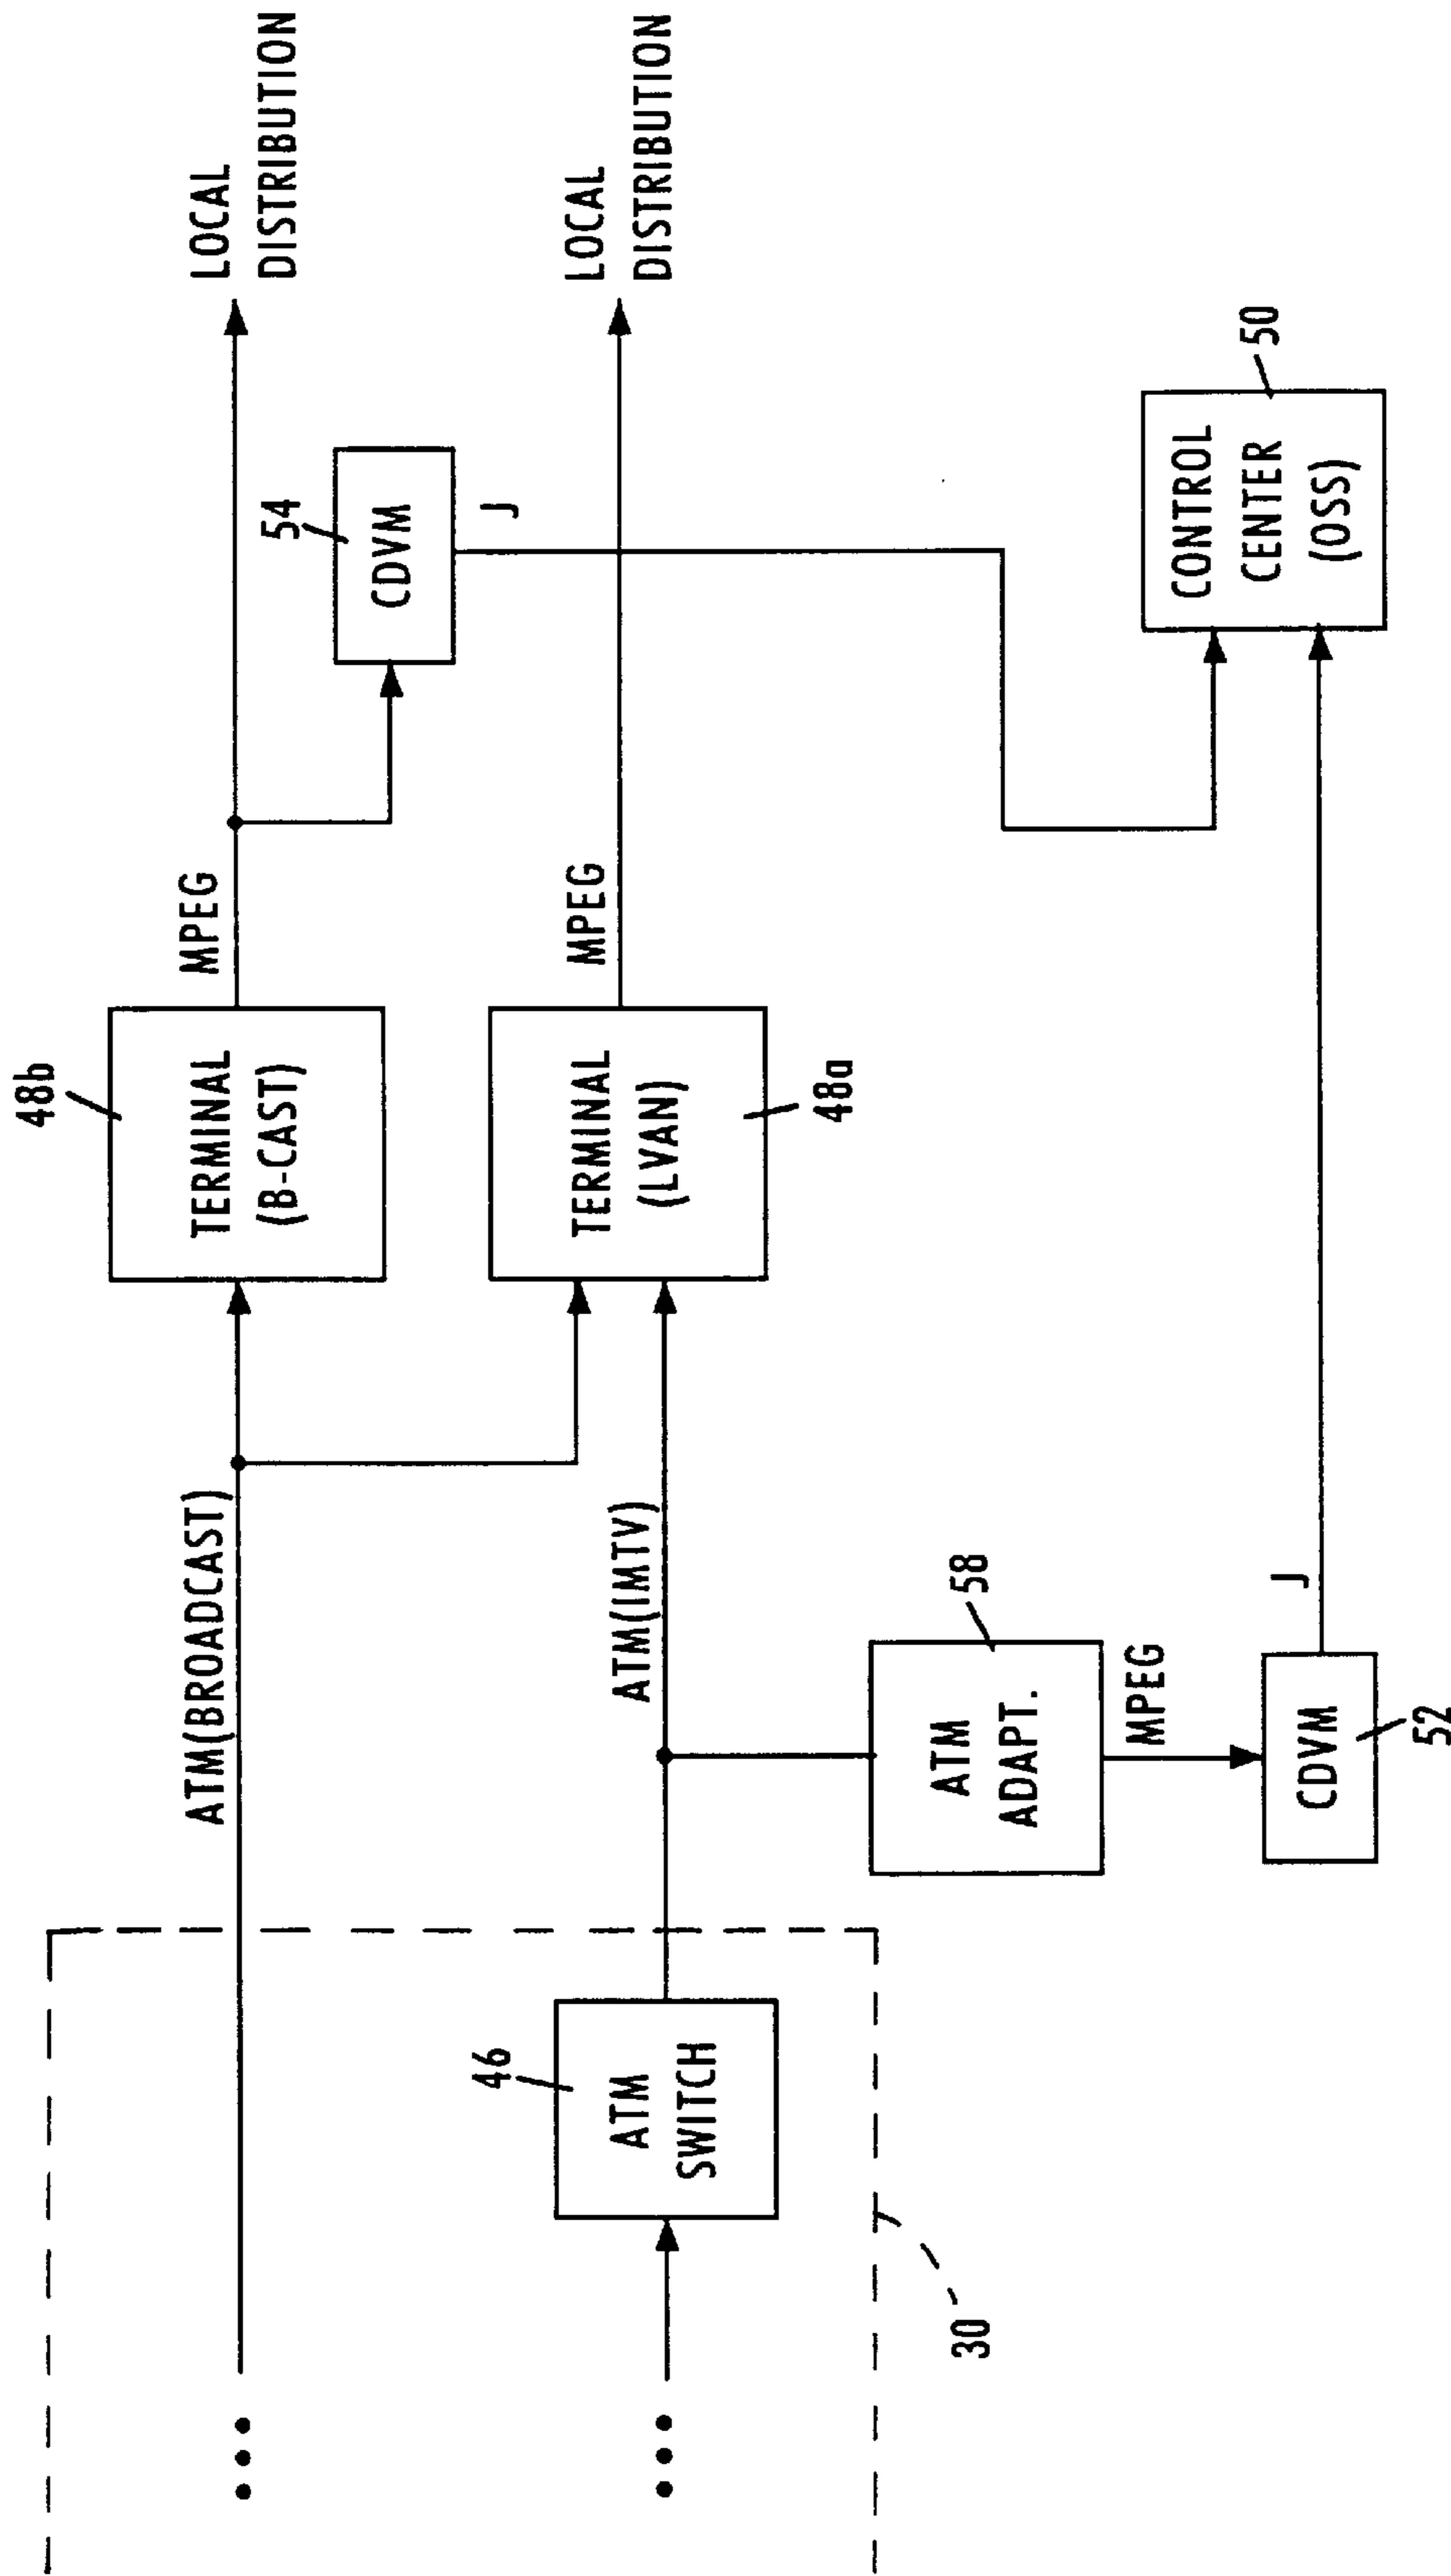 LOCAL
DISTRIBUTION
LOCAL
DISTRIBUTION
48b
TERMINAL
(B-CAST)
MPEG
54
CDVM
J
ATM(BROADCAST)
TERMINAL
(LVAN)
48a
MPEG
ATM(IMTV)
46
ATM
SWITCH
30
58
ATM
ADAPT.
MPEG
CDVM
52
J
50
CONTROL
CENTER
(OSS)